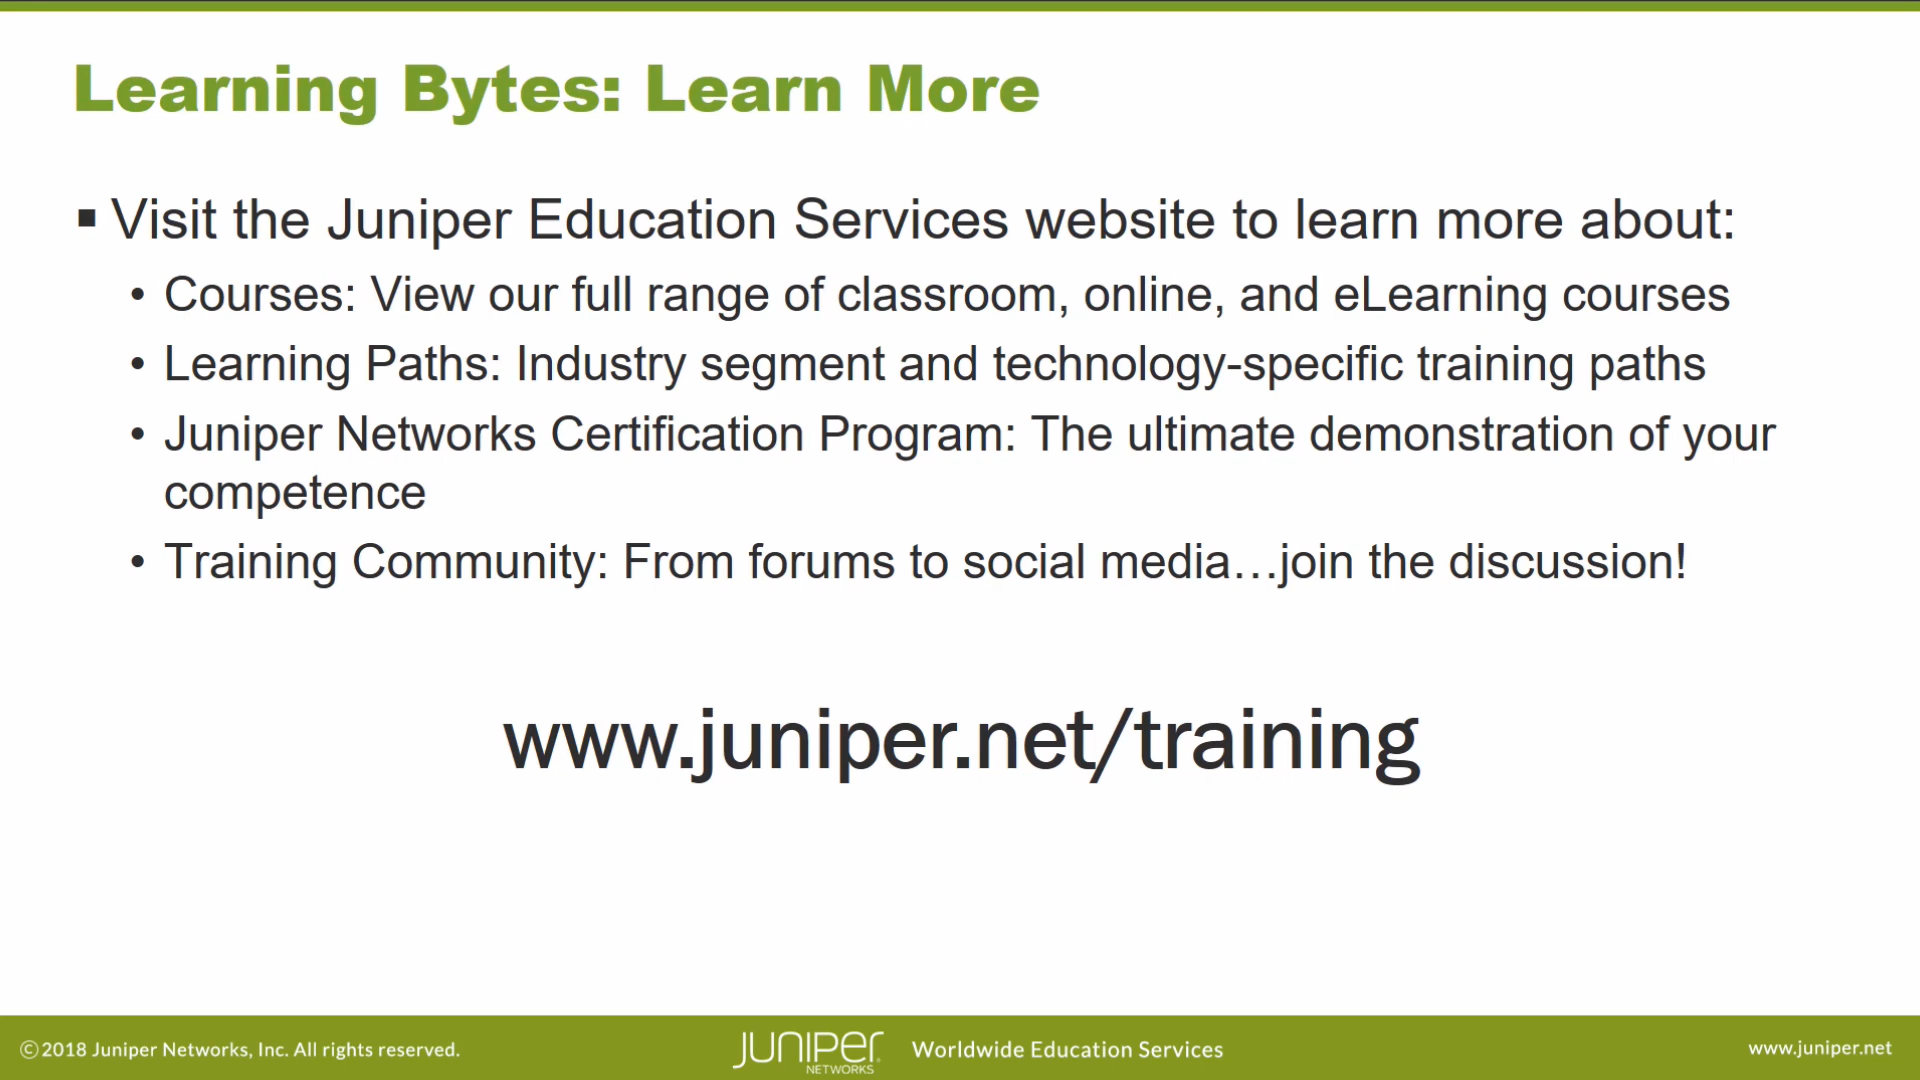 Learning Bytes: Learn More
▪ Visit the Juniper Education Services website to learn more about:
• Courses: View our full range of classroom, online, and eLearning courses
• Learning Paths: Industry segment and technology-specific training paths
• Juniper Networks Certification Program: The ultimate demonstration of your
competence
• Training Community: From forums to social media…join the discussion!
www.juniper.net/training
©2018 Juniper Networks, Inc. All rights reserved.
JUNIPEr
NETWORKS
Worldwide Education Services
www.juniper.net